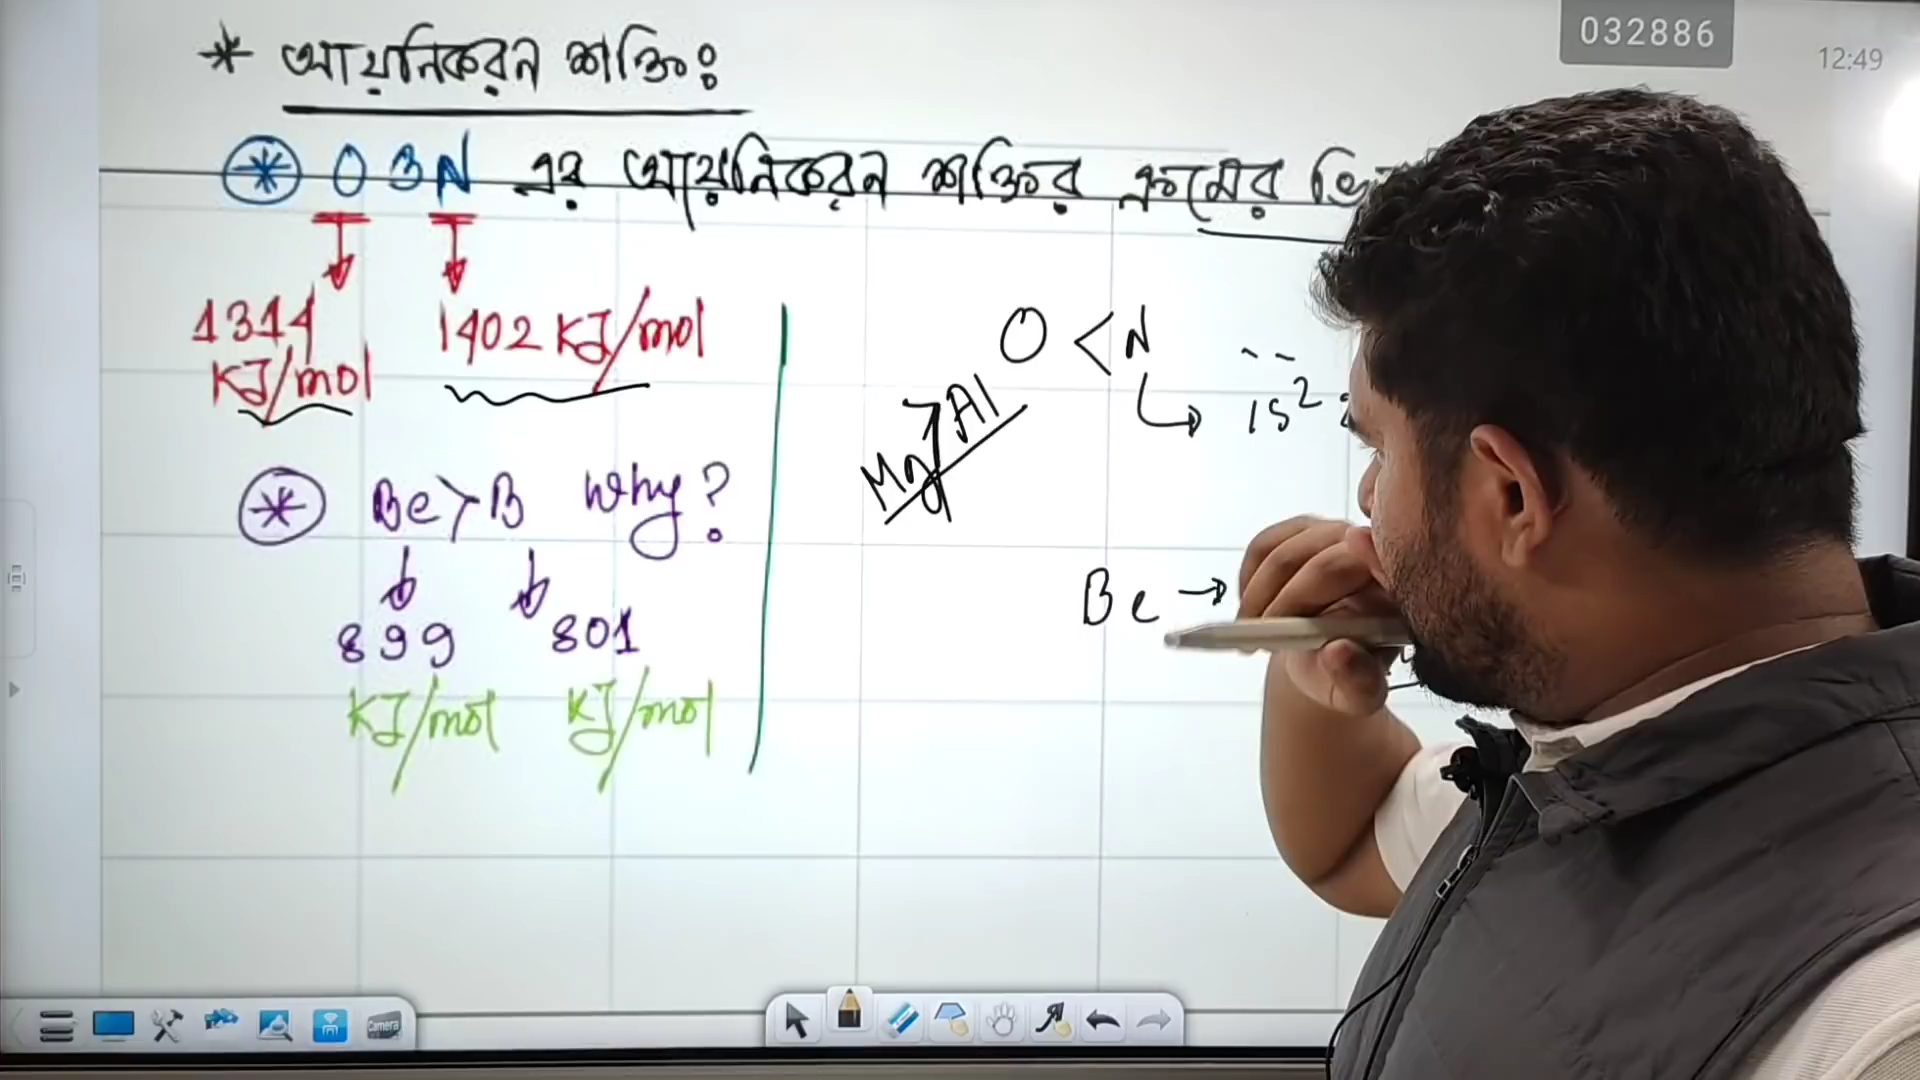 032886
12:49
* আয়নিকরন শক্তিঃ
* O ও N এর আয়নিকরন শক্তির ক্রমের
1314 KJ/mol
1402 KJ/mol
O < N
1s²
Mg > Al
* Be > B Why?
899 KJ/mol
801 KJ/mol
Be →
Camera